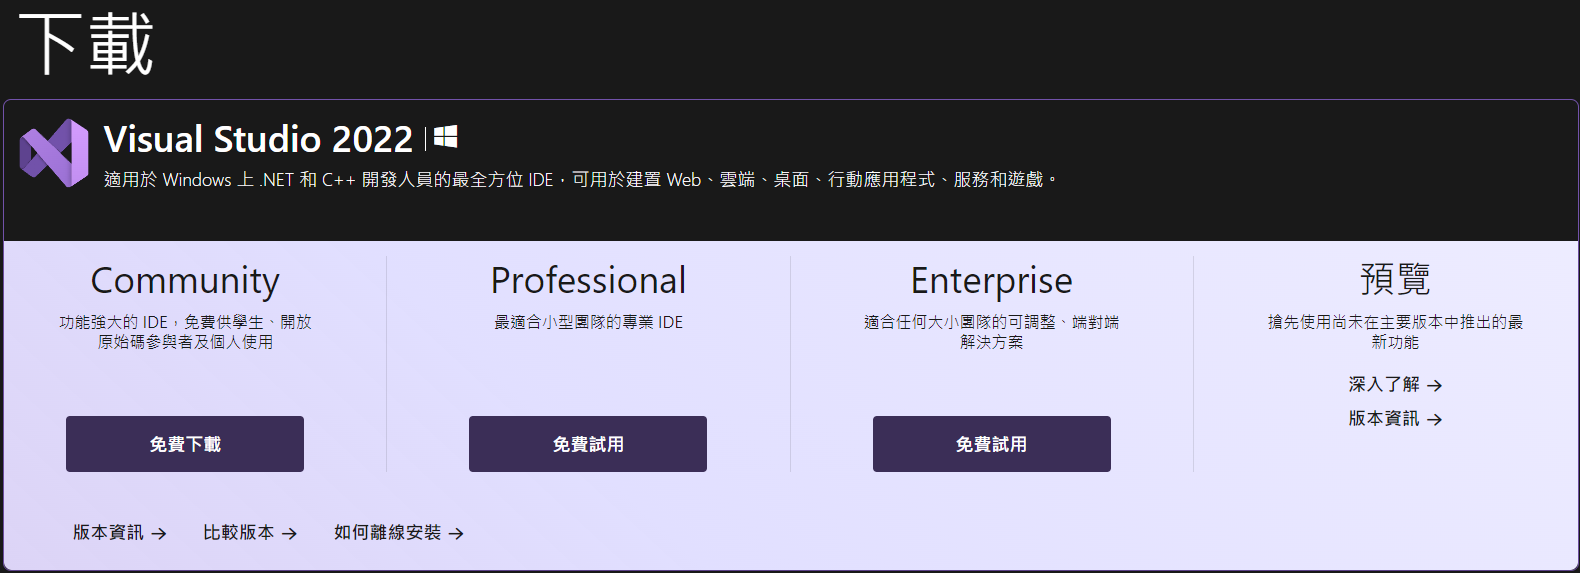 下載
Visual Studio 2022
適用於 Windows 上 .NET 和 C++ 開發人員的最全方位 IDE，可用於建置 Web、雲端、桌面、行動應用程式、服務和遊戲。
Community
功能強大的 IDE，免費供學生、開放
原始碼參與者及個人使用
免費下載
Professional
最適合小型團隊的專業 IDE
免費試用
Enterprise
適合任何大小團隊的可調整、端對端
解決方案
免費試用
預覽
搶先使用尚未在主要版本中推出的最
新功能
深入了解 →
版本資訊 →
版本資訊 → 比較版本 → 如何離線安裝 →